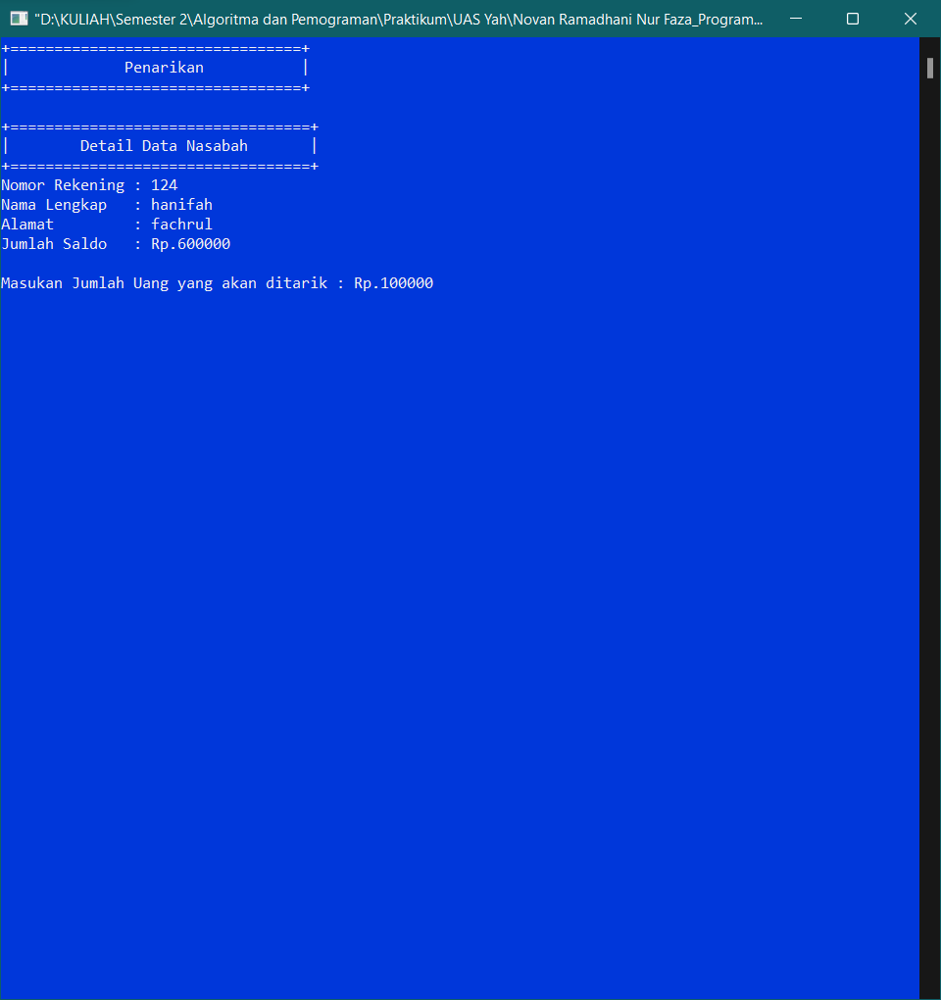 "D:\KULIAH\Semester 2\Algoritma dan Pemograman\Praktikum\UAS Yah\Novan Ramadhani Nur Faza_Program...
+=================================+
|             Penarikan           |
+=================================+
+==================================+
|        Detail Data Nasabah       |
+==================================+
Nomor Rekening : 124
Nama Lengkap   : hanifah
Alamat         : fachrul
Jumlah Saldo   : Rp.600000
Masukan Jumlah Uang yang akan ditarik : Rp.100000